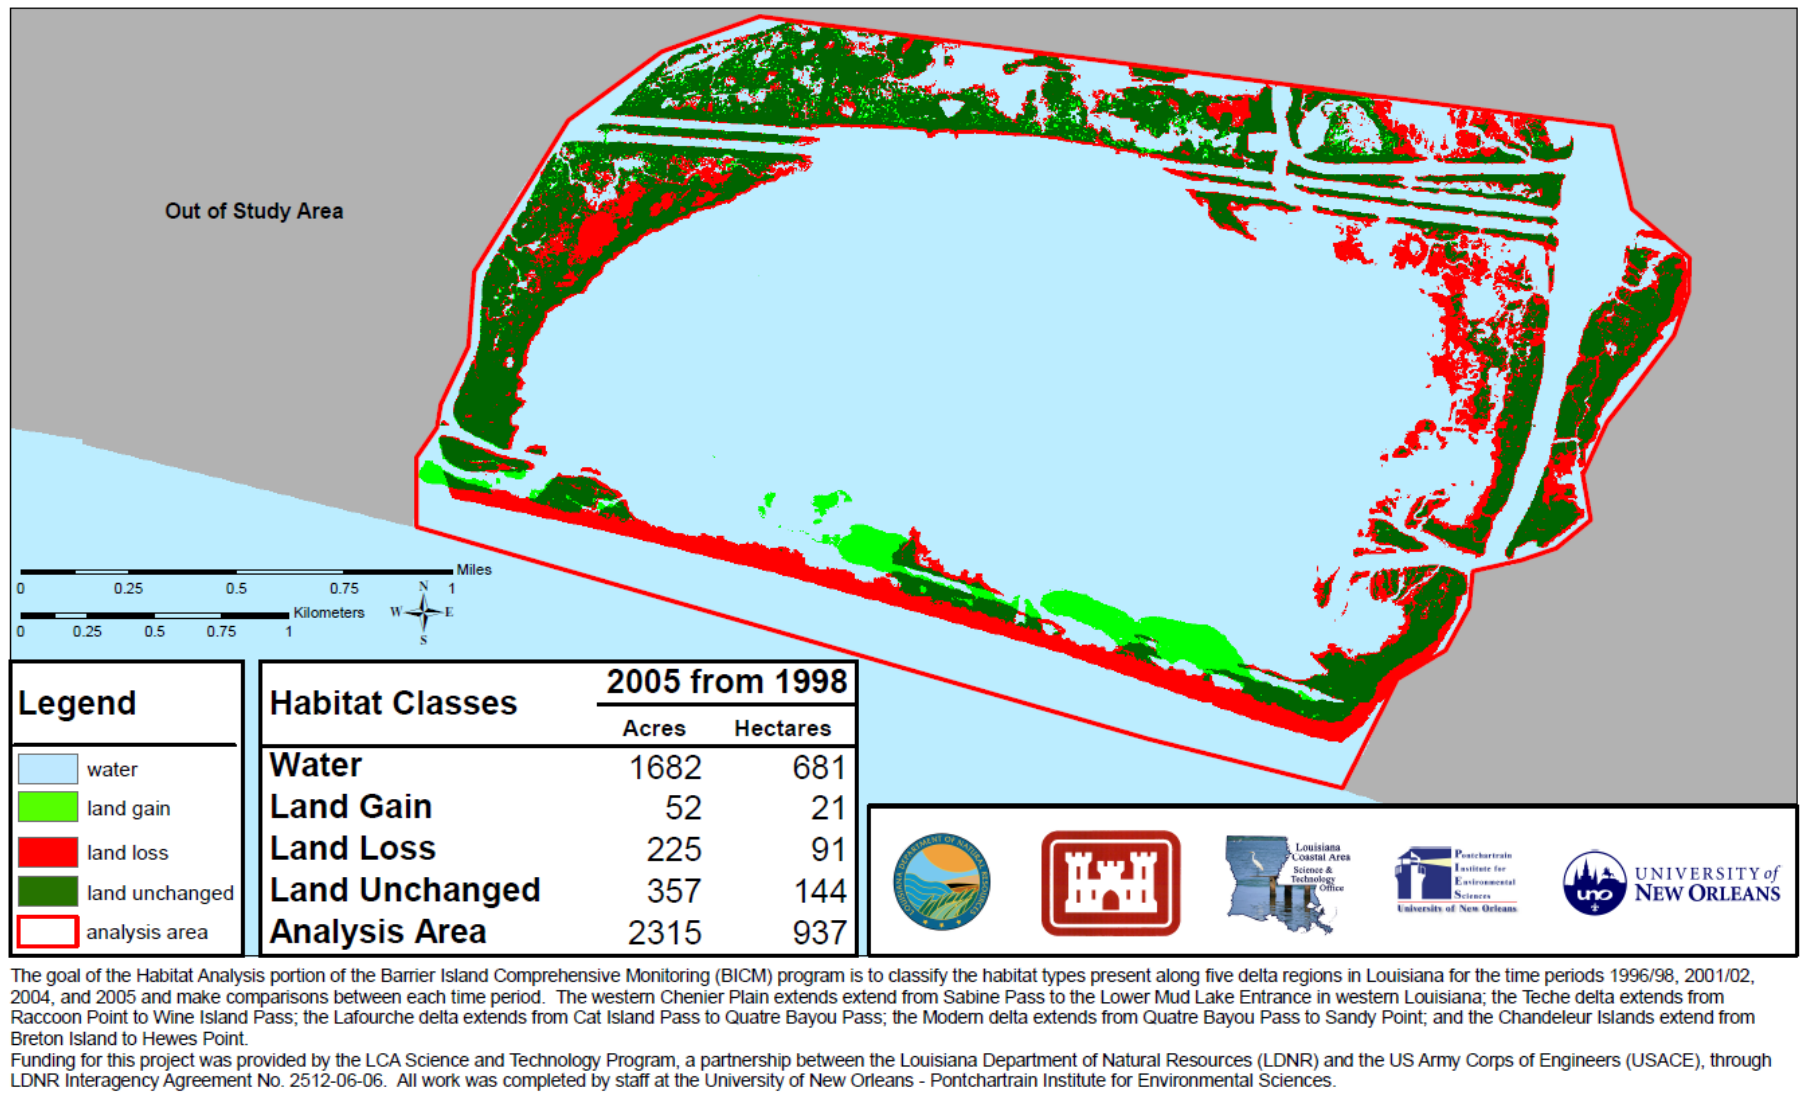 Out of Study Area
Miles
0 0.25 0.5 0.75 1
Kilometers
0 0.25 0.5 0.75 1
N
W E
S
Legend
water
land gain
land loss
land unchanged
analysis area
Habitat Classes 2005 from 1998
Acres Hectares
Water 1682 681
Land Gain 52 21
Land Loss 225 91
Land Unchanged 357 144
Analysis Area 2315 937
LOUISIANA DEPARTMENT OF NATURAL RESOURCES
Louisiana
Coastal Area
Science &
Technology
Office
Pontchartrain
Institute for
Environmental
Sciences
University of New Orleans
uno
UNIVERSITY of
NEW ORLEANS
The goal of the Habitat Analysis portion of the Barrier Island Comprehensive Monitoring (BICM) program is to classify the habitat types present along five delta regions in Louisiana for the time periods 1996/98, 2001/02,
2004, and 2005 and make comparisons between each time period. The western Chenier Plain extends extend from Sabine Pass to the Lower Mud Lake Entrance in western Louisiana; the Teche delta extends from
Raccoon Point to Wine Island Pass; the Lafourche delta extends from Cat Island Pass to Quatre Bayou Pass; the Modern delta extends from Quatre Bayou Pass to Sandy Point; and the Chandeleur Islands extend from
Breton Island to Hewes Point.
Funding for this project was provided by the LCA Science and Technology Program, a partnership between the Louisiana Department of Natural Resources (LDNR) and the US Army Corps of Engineers (USACE), through
LDNR Interagency Agreement No. 2512-06-06. All work was completed by staff at the University of New Orleans - Pontchartrain Institute for Environmental Sciences.